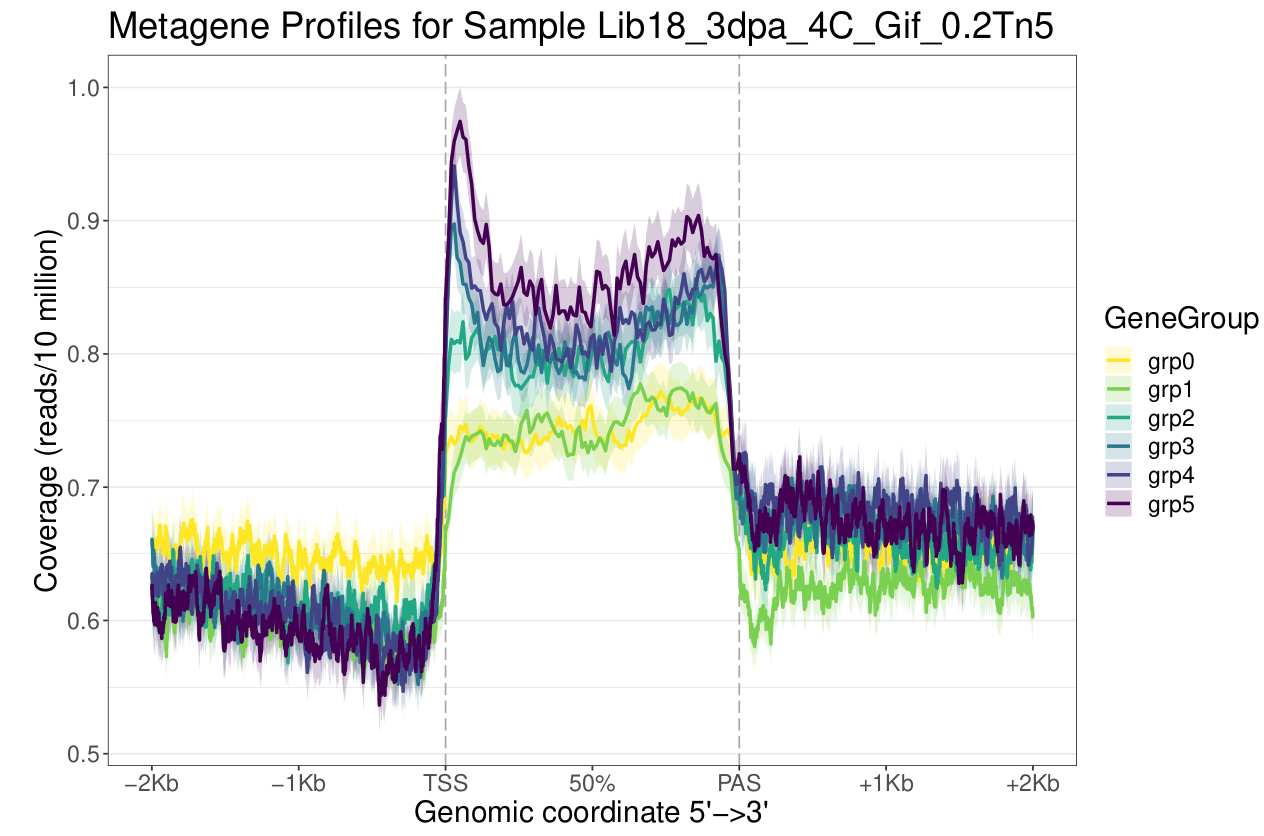 Metagene Profiles for Sample Lib18_3dpa_4C_Gif_0.2Tn5
Coverage (reads/10 million)
1.0
0.9
0.8
0.7
0.6
0.5
−2Kb
−1Kb
TSS
50%
PAS
+1Kb
+2Kb
Genomic coordinate 5'−>3'
GeneGroup
grp0
grp1
grp2
grp3
grp4
grp5